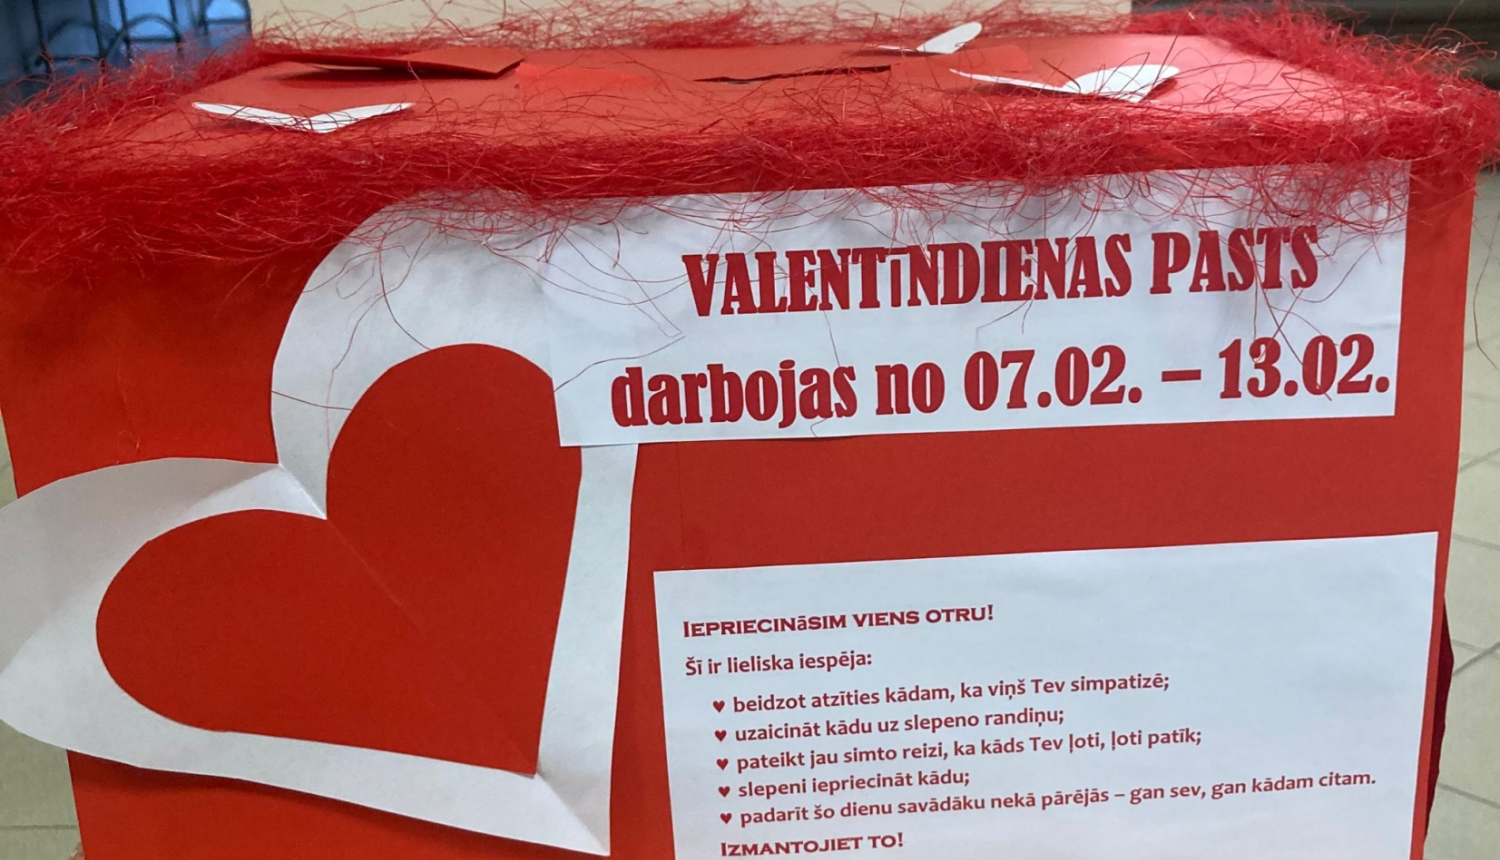 VALENTīNDIENAS PASTS
darbojas no 07.02. – 13.02.
IEPRIECINāSIM VIENS OTRU!
Šī ir lieliska iespēja:
♥ beidzot atzīties kādam, ka viņš Tev simpatizē;
♥ uzaicināt kādu uz slepeno randiņu;
♥ pateikt jau simto reizi, ka kāds Tev ļoti, ļoti patīk;
♥ slepeni iepriecināt kādu;
♥ padarīt šo dienu savādāku nekā pārējās – gan sev, gan kādam citam.
IZMANTOJIET TO!